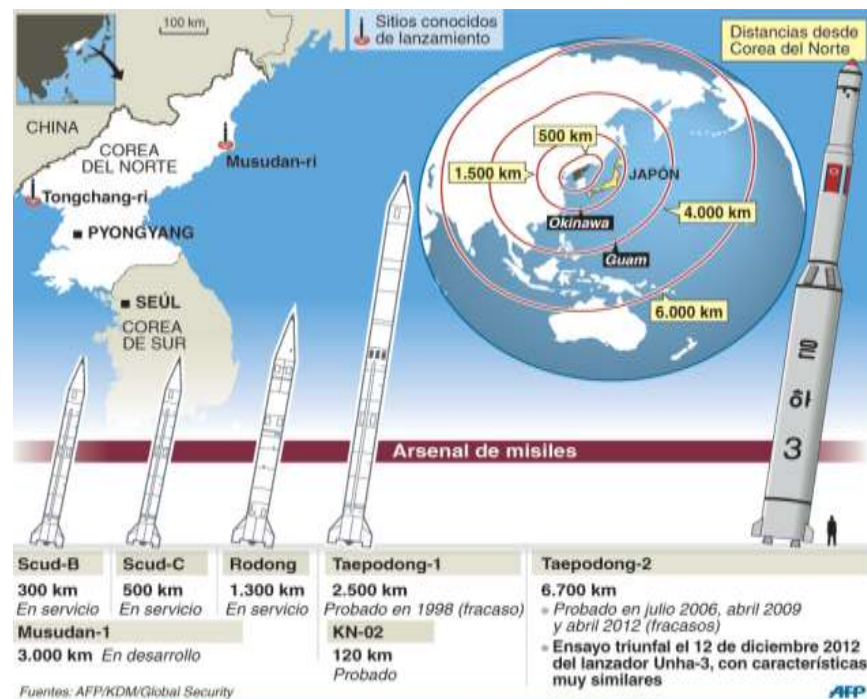 100 km
Sitios conocidos
de lanzamiento
Distancias desde
Corea del Norte
CHINA
COREA
DEL NORTE
Musudan-ri
Tongchang-ri
PYONGYANG
SEÚL
COREA
DE SUR
500 km
1.500 km
JAPÓN
Okinawa
4.000 km
Guam
6.000 km
은
하
3
Arsenal de misiles
Scud-B
300 km
En servicio
Scud-C
500 km
En servicio
Rodong
1.300 km
En servicio
Taepodong-1
2.500 km
Probado en 1998 (fracaso)
Taepodong-2
6.700 km
Probado en julio 2006, abril 2009
y abril 2012 (fracasos)
Ensayo triunfal el 12 de diciembre 2012
del lanzador Unha-3, con características
muy similares
Musudan-1
3.000 km En desarrollo
KN-02
120 km
Probado
Fuentes: AFP/KDM/Global Security
AFP